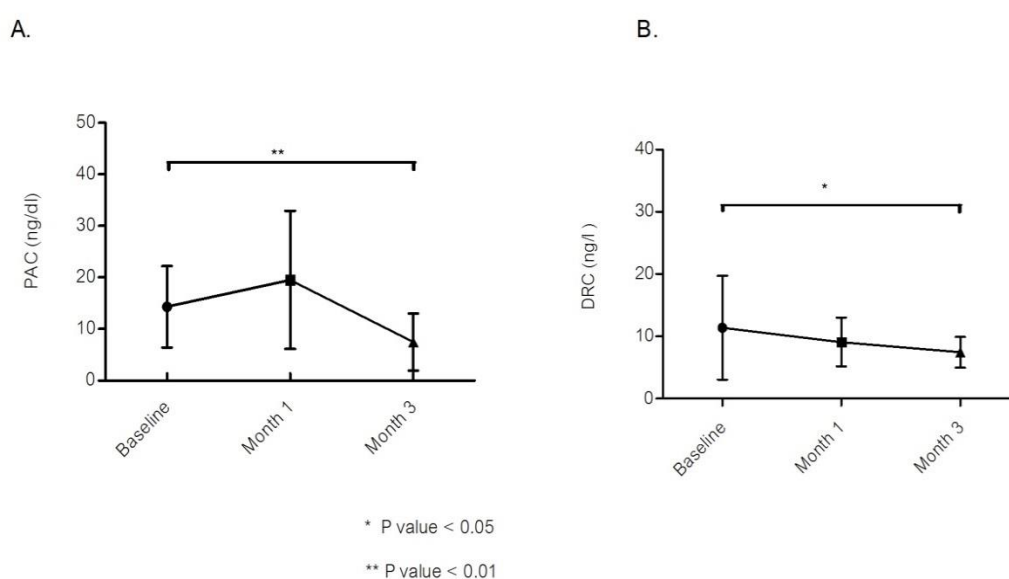 A.
50
40
30
20
10
0
PAC (ng/dl)
**
Baseline
Month 1
Month 3
B.
40
30
20
10
0
DRC (ng/l )
*
Baseline
Month 1
Month 3
* P value < 0.05
** P value < 0.01